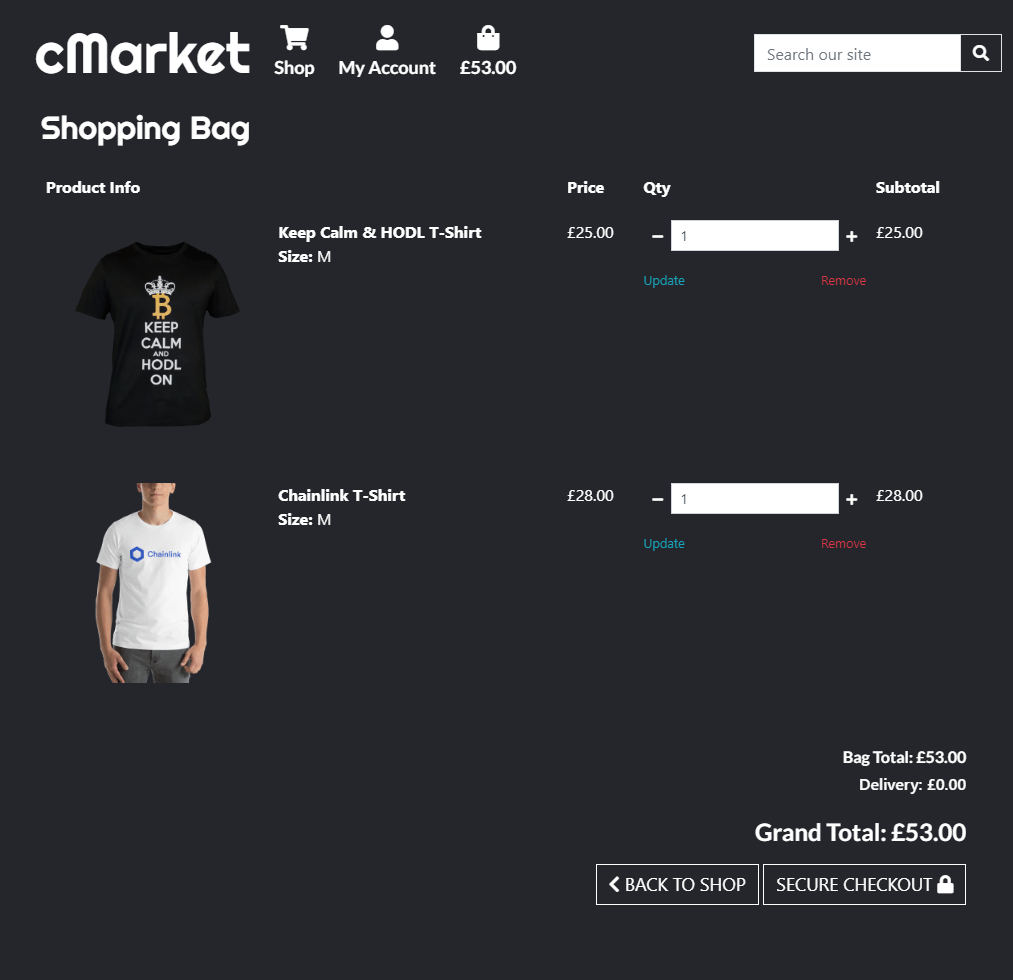 cMarket
Shop
My Account
£53.00
Search our site
Shopping Bag
Product Info Price Qty Subtotal
Keep Calm & HODL T-Shirt £25.00 1 £25.00
Size: M
Update Remove
B
KEEP
CALM
AND
HODL
ON
Chainlink T-Shirt £28.00 1 £28.00
Size: M
Update Remove
Chainlink
Bag Total: £53.00
Delivery: £0.00
Grand Total: £53.00
BACK TO SHOP
SECURE CHECKOUT